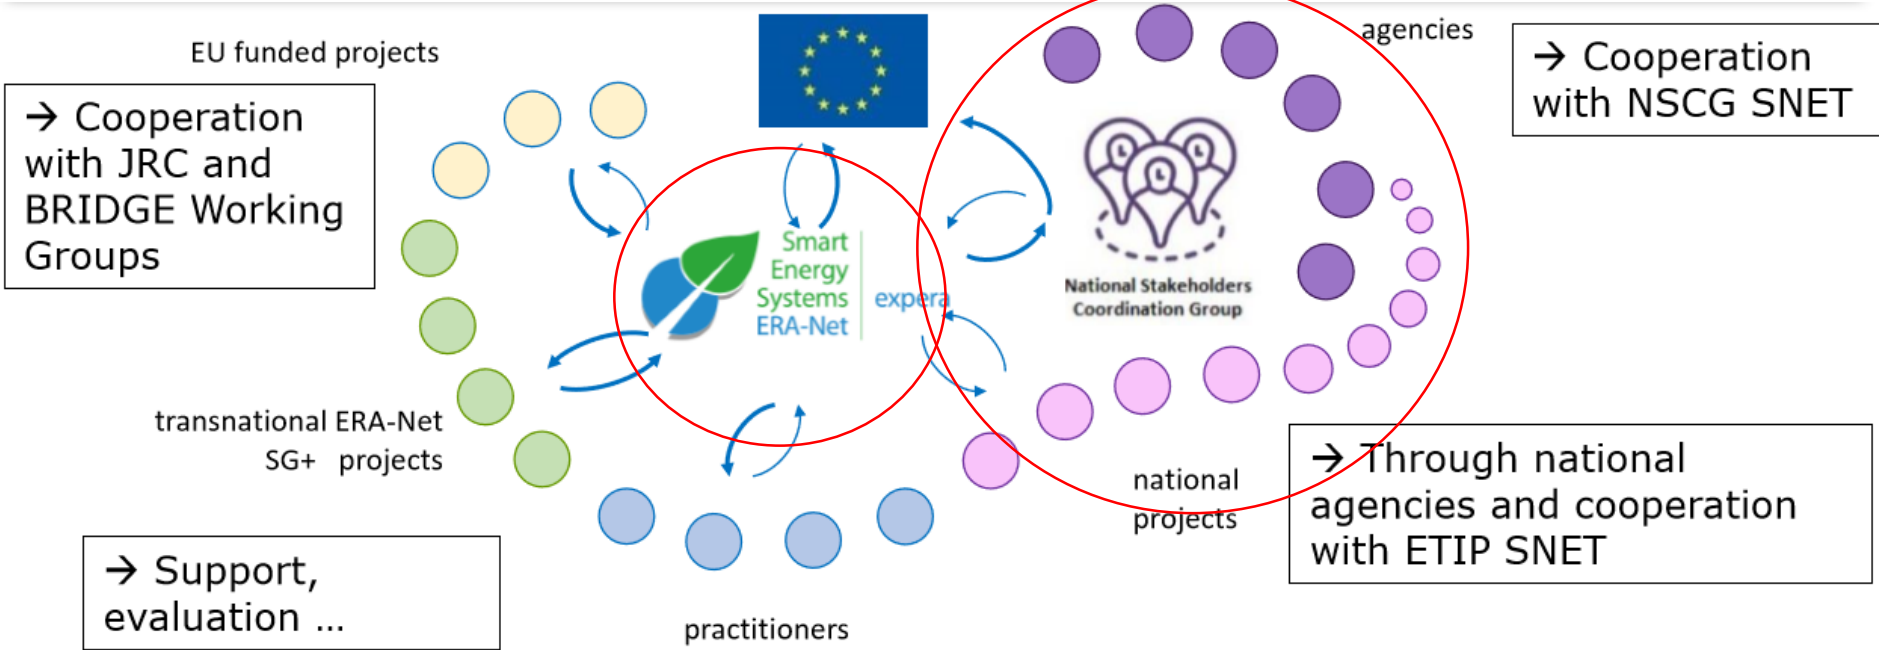 EU funded projects
→ Cooperation
with JRC and
BRIDGE Working
Groups
agencies
→ Cooperation
with NSCG SNET
Smart
Energy
Systems
ERA-Net
expera
National Stakeholders
Coordination Group
transnational ERA-Net
SG+ projects
national
projects
→ Through national
agencies and cooperation
with ETIP SNET
→ Support,
evaluation ...
practitioners